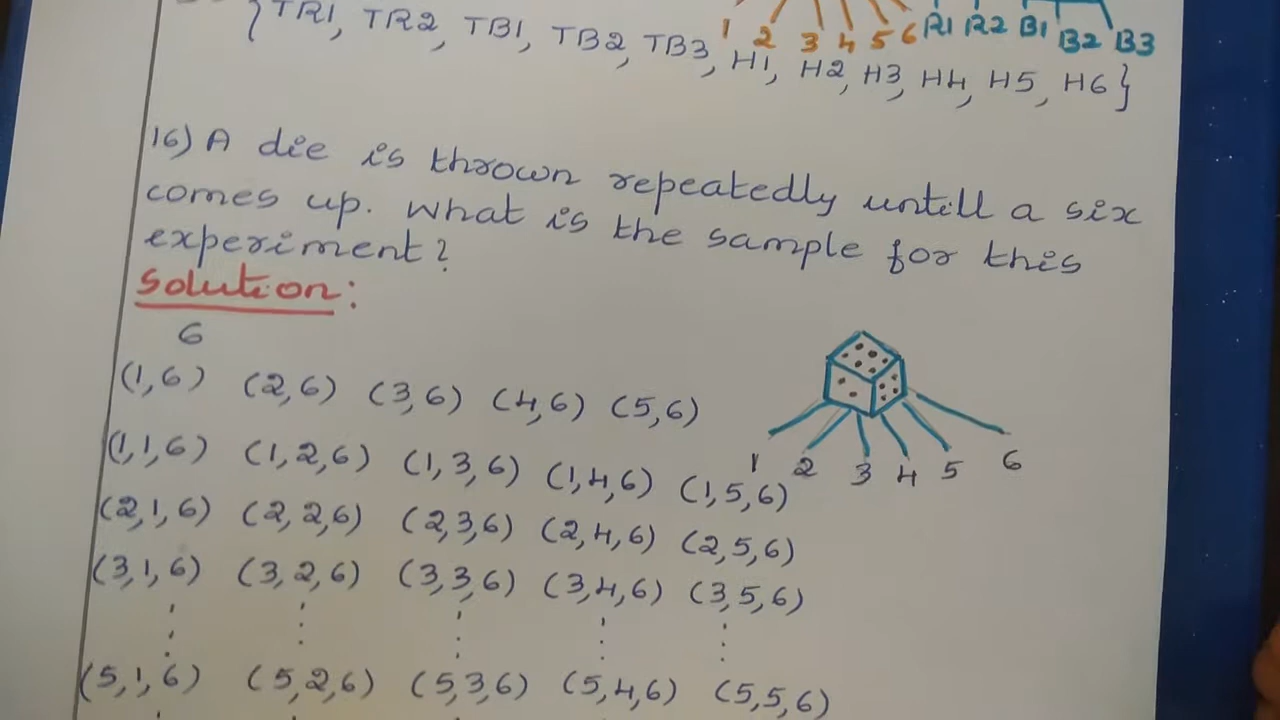 {TR1, TR2, TB1, TB2, TB3, H1, H2, H3, H4, H5, H6}
1 2 3 4 5 6 R1 R2 B1 B2 B3
16) A die is thrown repeatedly untill a six
comes up. What is the sample for this
experiment?
Solution:
6
(1,6) (2,6) (3,6) (4,6) (5,6)
(1,1,6) (1,2,6) (1,3,6) (1,4,6) (1,5,6)
1 2 3 4 5 6
(2,1,6) (2,2,6) (2,3,6) (2,4,6) (2,5,6)
(3,1,6) (3,2,6) (3,3,6) (3,4,6) (3,5,6)
(5,1,6) (5,2,6) (5,3,6) (5,4,6) (5,5,6)